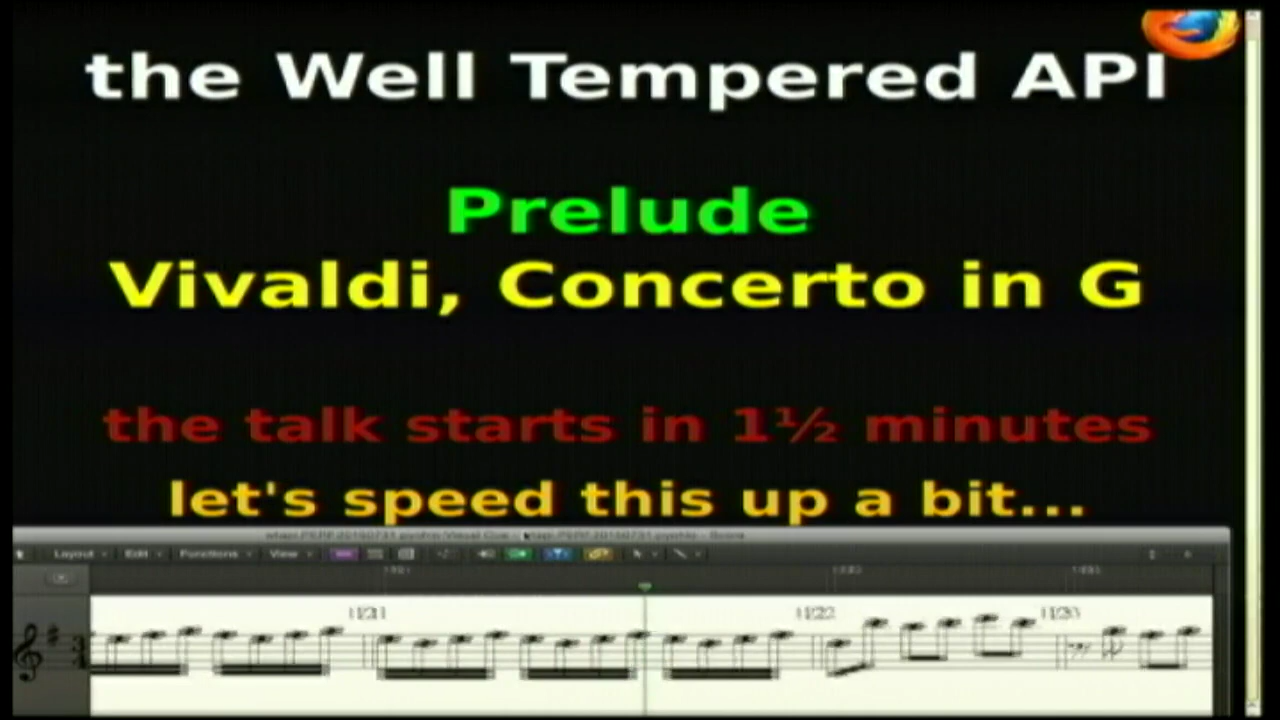 the Well Tempered API
Prelude
Vivaldi, Concerto in G
the talk starts in 1½ minutes
let's speed this up a bit...
Layout Edit Functions View